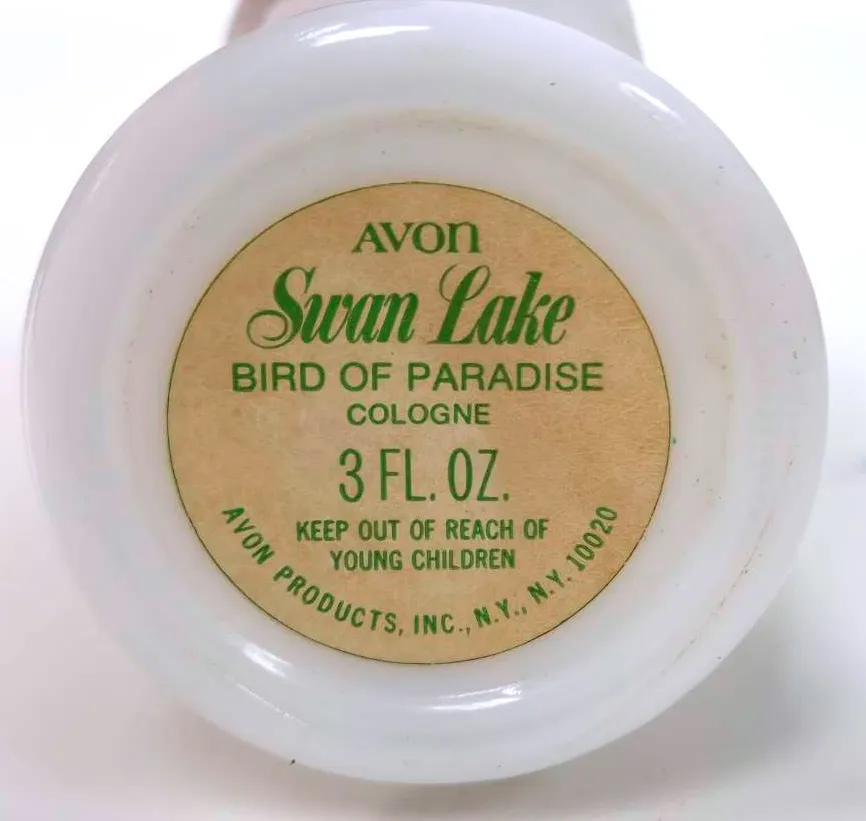 AVON
Swan Lake
BIRD OF PARADISE
COLOGNE
3 FL. OZ.
KEEP OUT OF REACH OF
YOUNG CHILDREN
AVON PRODUCTS, INC., N.Y., N.Y. 10020